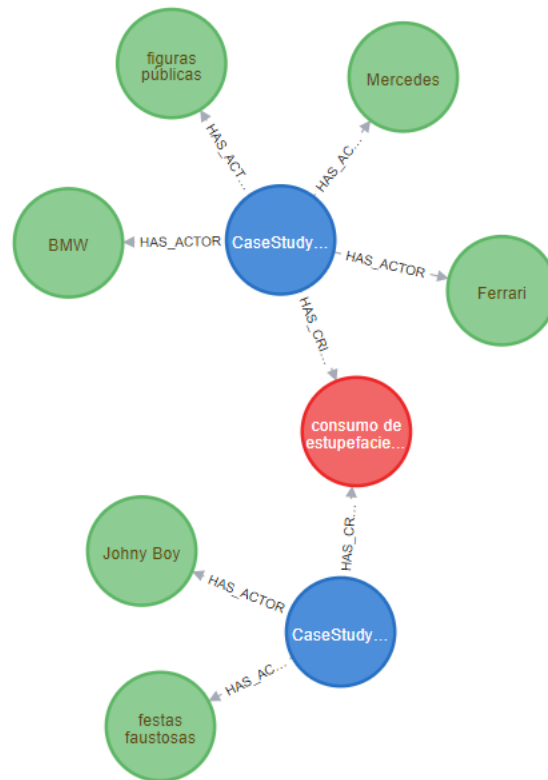 figuras
públicas
Mercedes
HAS_ACT…
HAS_AC…
BMW
HAS_ACTOR
CaseStudy…
HAS_ACTOR
Ferrari
HAS_CRI…
consumo de
estupefacie…
HAS_CR…
Johny Boy
HAS_ACTOR
CaseStudy…
HAS_AC…
festas
faustosas